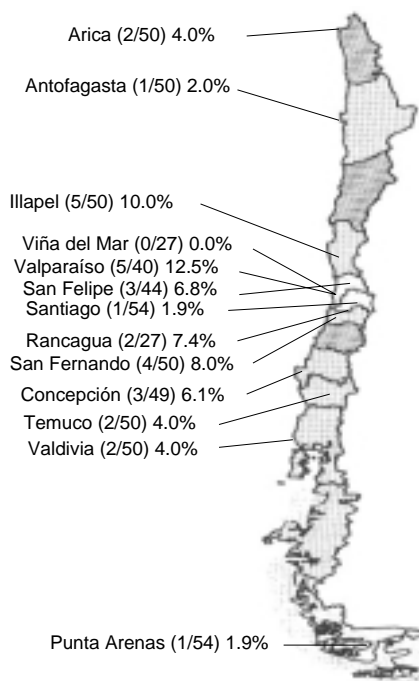 Arica (2/50) 4.0%
Antofagasta (1/50) 2.0%
Illapel (5/50) 10.0%
Viña del Mar (0/27) 0.0%
Valparaíso (5/40) 12.5%
San Felipe (3/44) 6.8%
Santiago (1/54) 1.9%
Rancagua (2/27) 7.4%
San Fernando (4/50) 8.0%
Concepción (3/49) 6.1%
Temuco (2/50) 4.0%
Valdivia (2/50) 4.0%
Punta Arenas (1/54) 1.9%